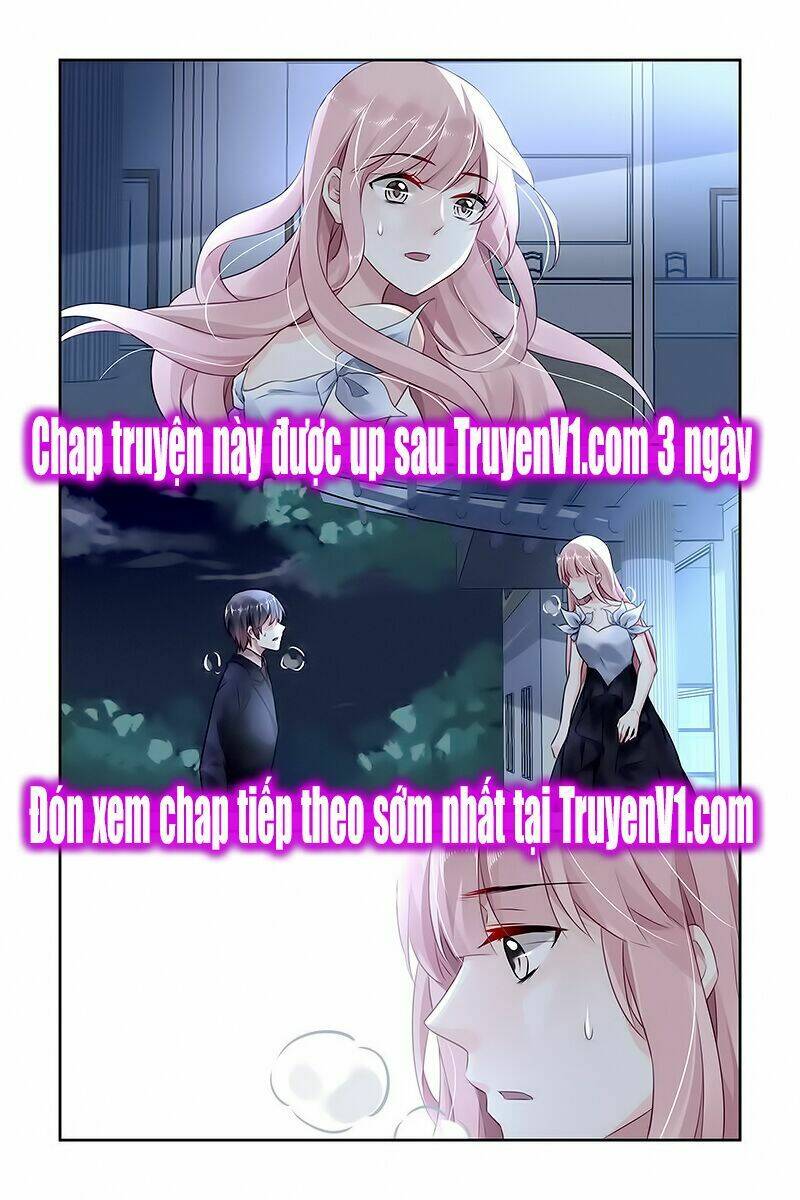 Chap truyện này được up sau TruyenV1.com 3 ngày
Đón xem chap tiếp theo sớm nhất tại TruyenV1.com